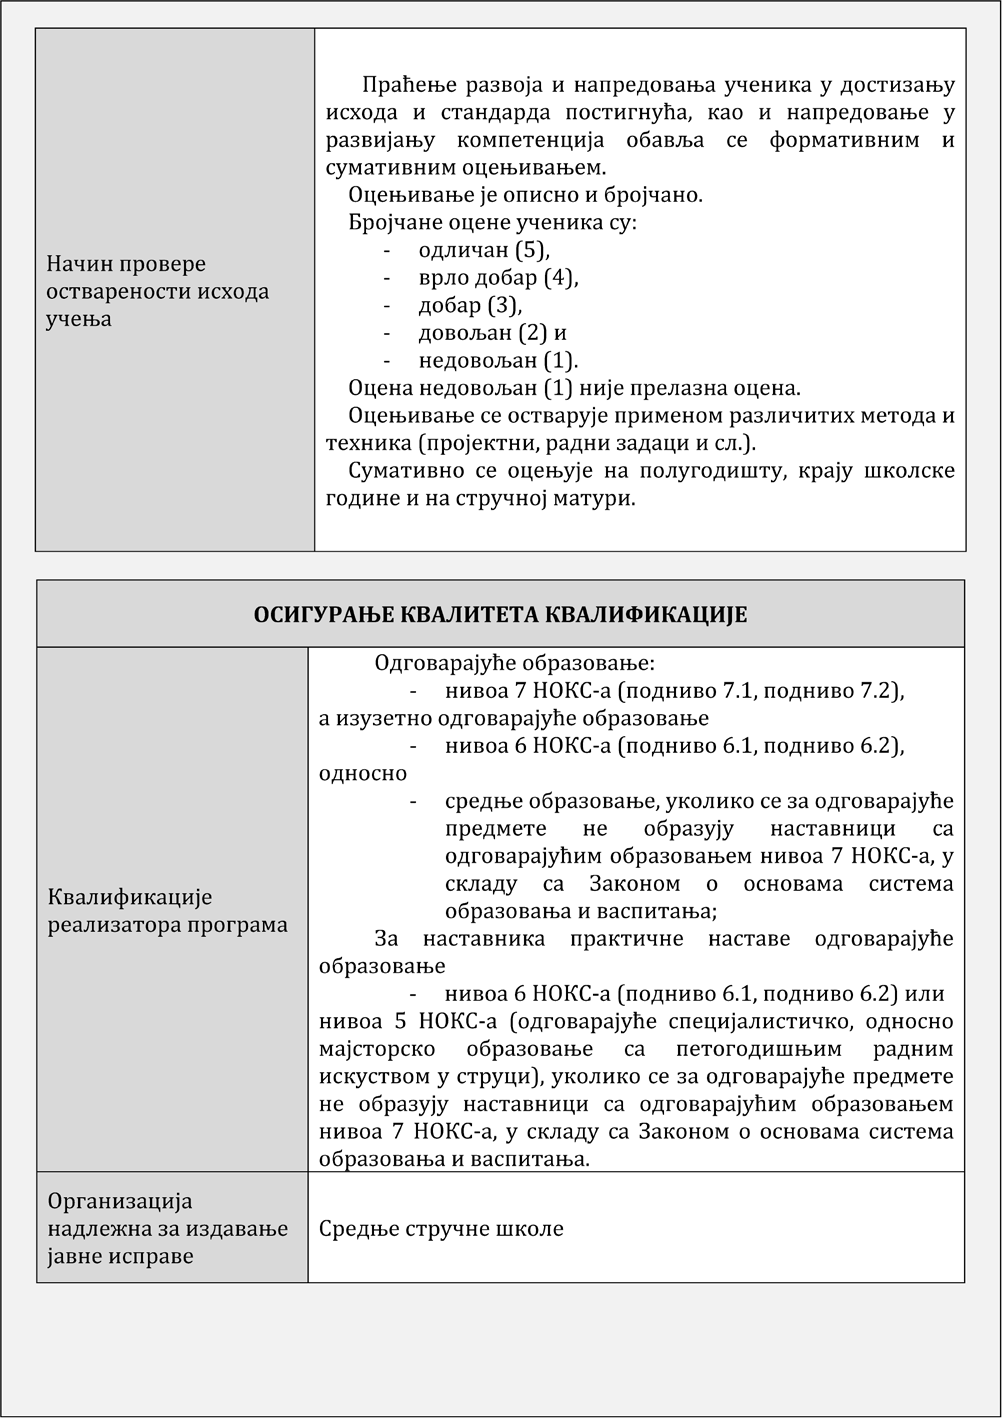 Начин провере
остварености исхода
учења
Праћење развоја и напредовања ученика у достизању
исхода и стандарда постигнућа, као и напредовање у
развијању компетенција обавља се формативним и
сумативним оцењивањем.
Оцењивање је описно и бројчано.
Бројчане оцене ученика су:
- одличан (5),
- врло добар (4),
- добар (3),
- довољан (2) и
- недовољан (1).
Оцена недовољан (1) није прелазна оцена.
Оцењивање се остварује применом различитих метода и
техника (пројектни, радни задаци и сл.).
Сумативно се оцењује на полугодишту, крају школске
године и на стручној матури.
ОСИГУРАЊЕ КВАЛИТЕТА КВАЛИФИКАЦИЈЕ
Квалификације
реализатора програма
Одговарајуће образовање:
- нивоа 7 НОКС-а (подниво 7.1, подниво 7.2),
а изузетно одговарајуће образовање
- нивоа 6 НОКС-а (подниво 6.1, подниво 6.2),
односно
- средње образовање, уколико се за одговарајуће
предмете не образују наставници са
одговарајућим образовањем нивоа 7 НОКС-а, у
складу са Законом о основама система
образовања и васпитања;
За наставника практичне наставе одговарајуће
образовање
- нивоа 6 НОКС-а (подниво 6.1, подниво 6.2) или
нивоа 5 НОКС-а (одговарајуће специјалистичко, односно
мајсторско образовање са петогодишњим радним
искуством у струци), уколико се за одговарајуће предмете
не образују наставници са одговарајућим образовањем
нивоа 7 НОКС-а, у складу са Законом о основама система
образовања и васпитања.
Организација
надлежна за издавање
јавне исправе
Средње стручне школе